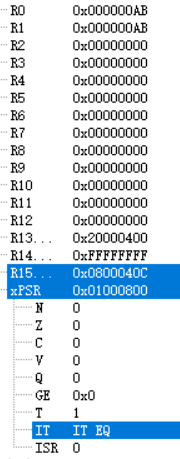 R0 0x000000AB
R1 0x000000AB
R2 0x00000000
R3 0x00000000
R4 0x00000000
R5 0x00000000
R6 0x00000000
R7 0x00000000
R8 0x00000000
R9 0x00000000
R10 0x00000000
R11 0x00000000
R12 0x00000000
R13... 0x20000400
R14... 0xFFFFFFFF
R15... 0x0800040C
xPSR 0x01000800
N 0
Z 0
C 0
V 0
Q 0
GE 0x0
T 1
IT IT EQ
ISR 0